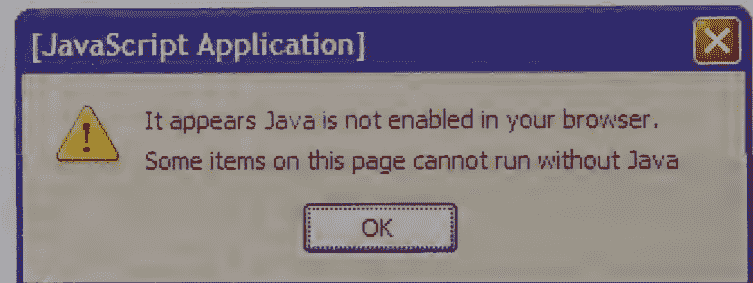 [JavaScript Application]
It appears Java is not enabled in your browser.
Some items on this page cannot run without Java
OK